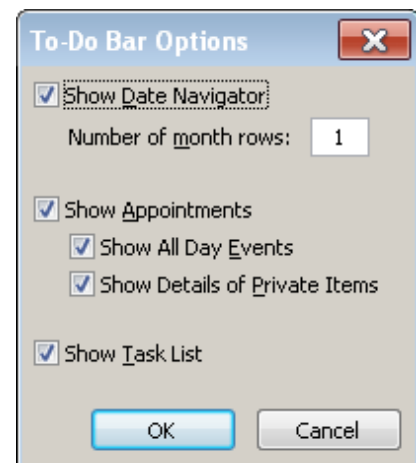 To-Do Bar Options
Show Date Navigator
Number of month rows: 1
Show Appointments
Show All Day Events
Show Details of Private Items
Show Task List
OK Cancel